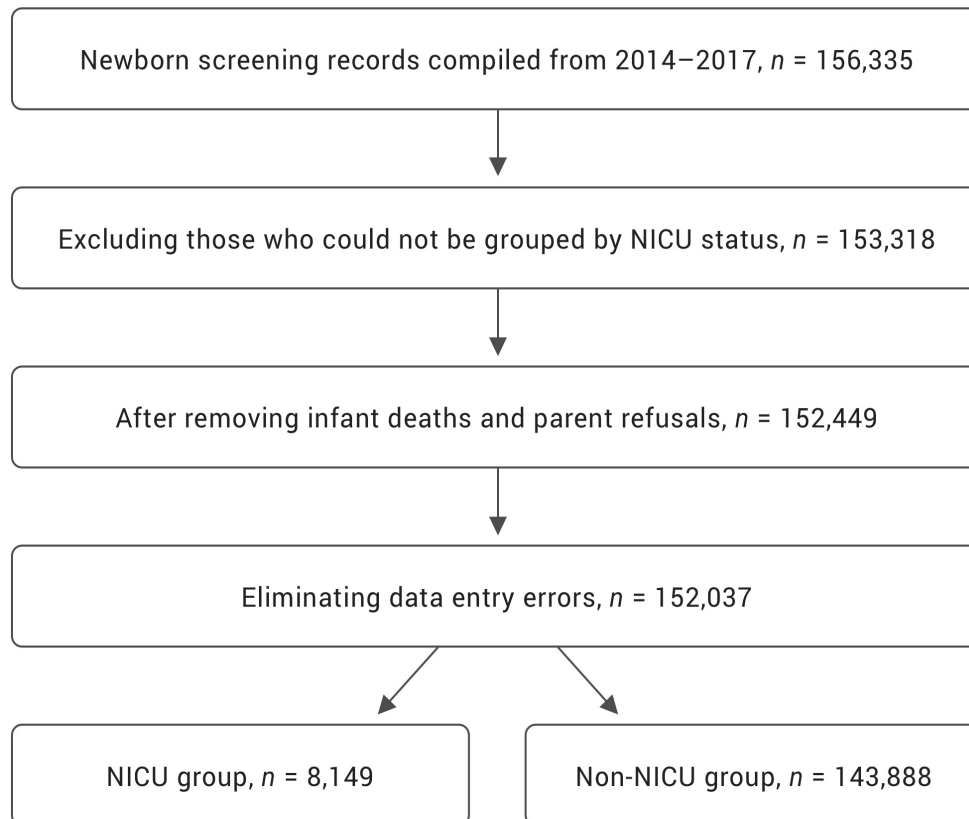 Newborn screening records compiled from 2014–2017, n = 156,335
Excluding those who could not be grouped by NICU status, n = 153,318
After removing infant deaths and parent refusals, n = 152,449
Eliminating data entry errors, n = 152,037
NICU group, n = 8,149
Non-NICU group, n = 143,888